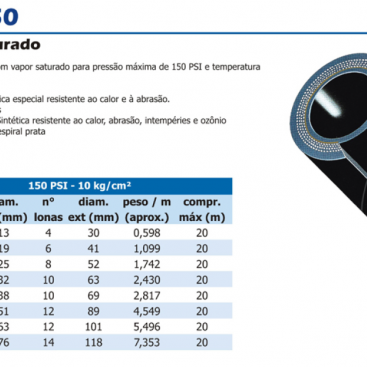 50
urado
m vapor saturado para pressão máxima de 150 PSI e temperatura
ica especial resistente ao calor e à abrasão.
s
sintética resistente ao calor, abrasão, intempéries e ozônio
espiral prata
150 PSI - 10 kg/cm²
am. n° diam. peso / m compr.
(mm) lonas ext (mm) (aprox.) máx (m)
13 4 30 0,598 20
19 6 41 1,099 20
25 8 52 1,742 20
32 10 63 2,430 20
38 10 69 2,817 20
51 12 89 4,549 20
63 12 101 5,496 20
76 14 118 7,353 20